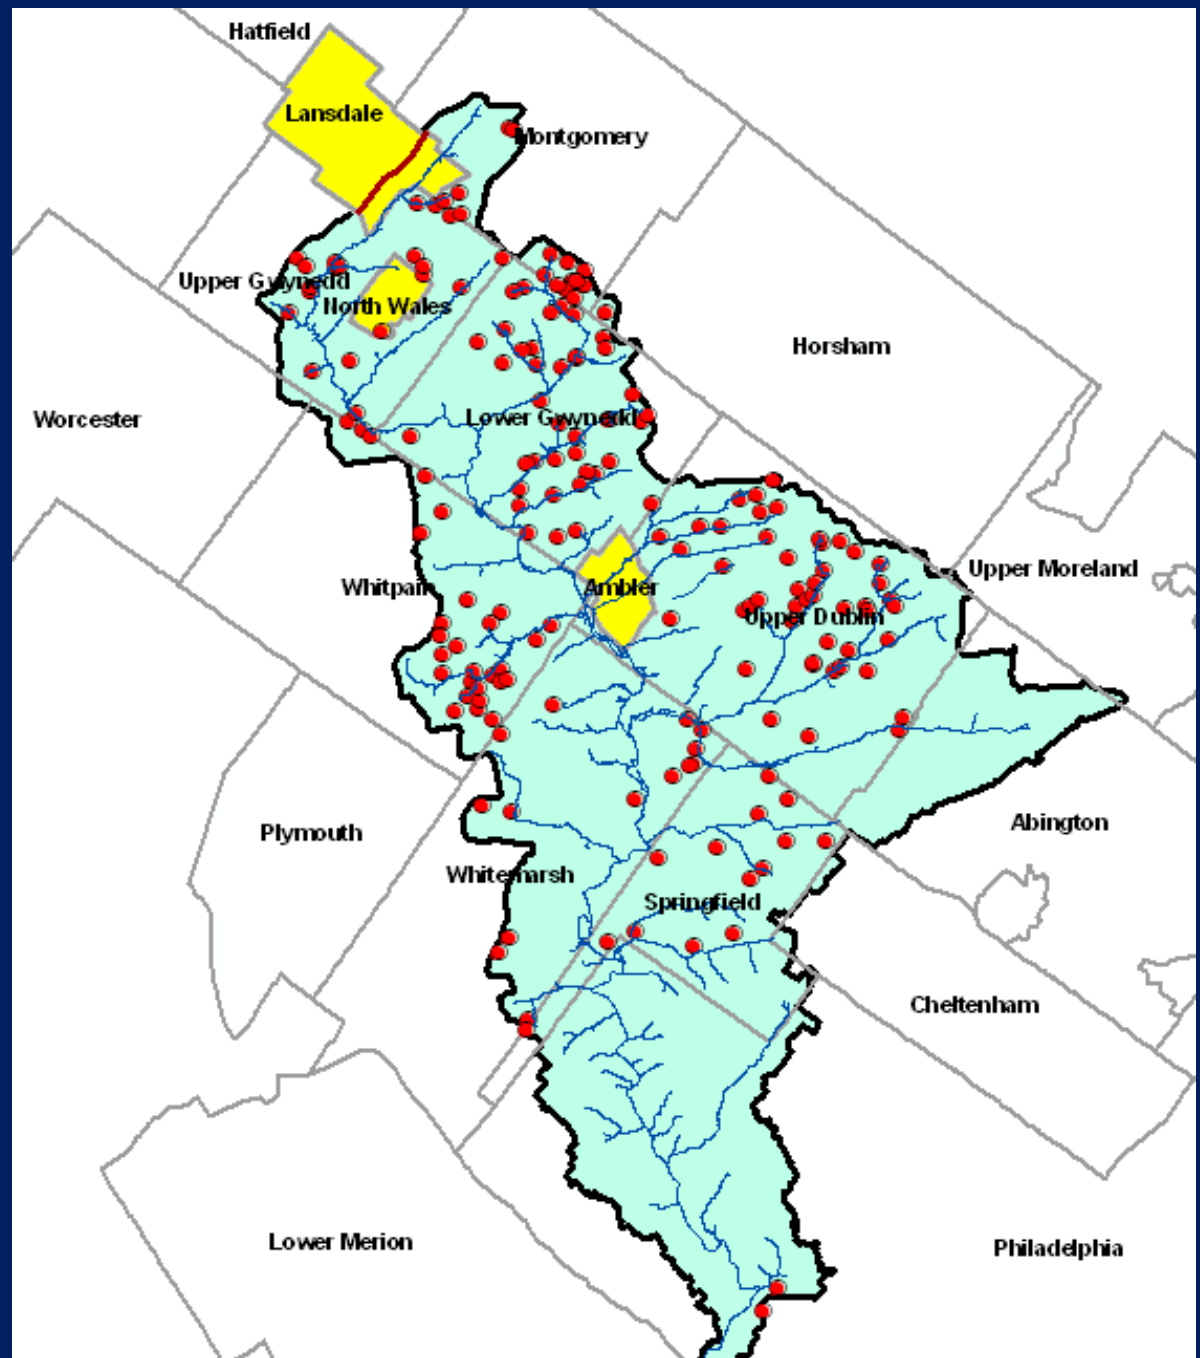 Hatfield
Lansdale
Montgomery
Upper Gwynedd
North Wales
Horsham
Worcester
Lower Gwynedd
Upper Moreland
Whitpain
Ambler
Upper Dublin
Abington
Plymouth
Whitemarsh
Springfield
Cheltenham
Lower Merion
Philadelphia